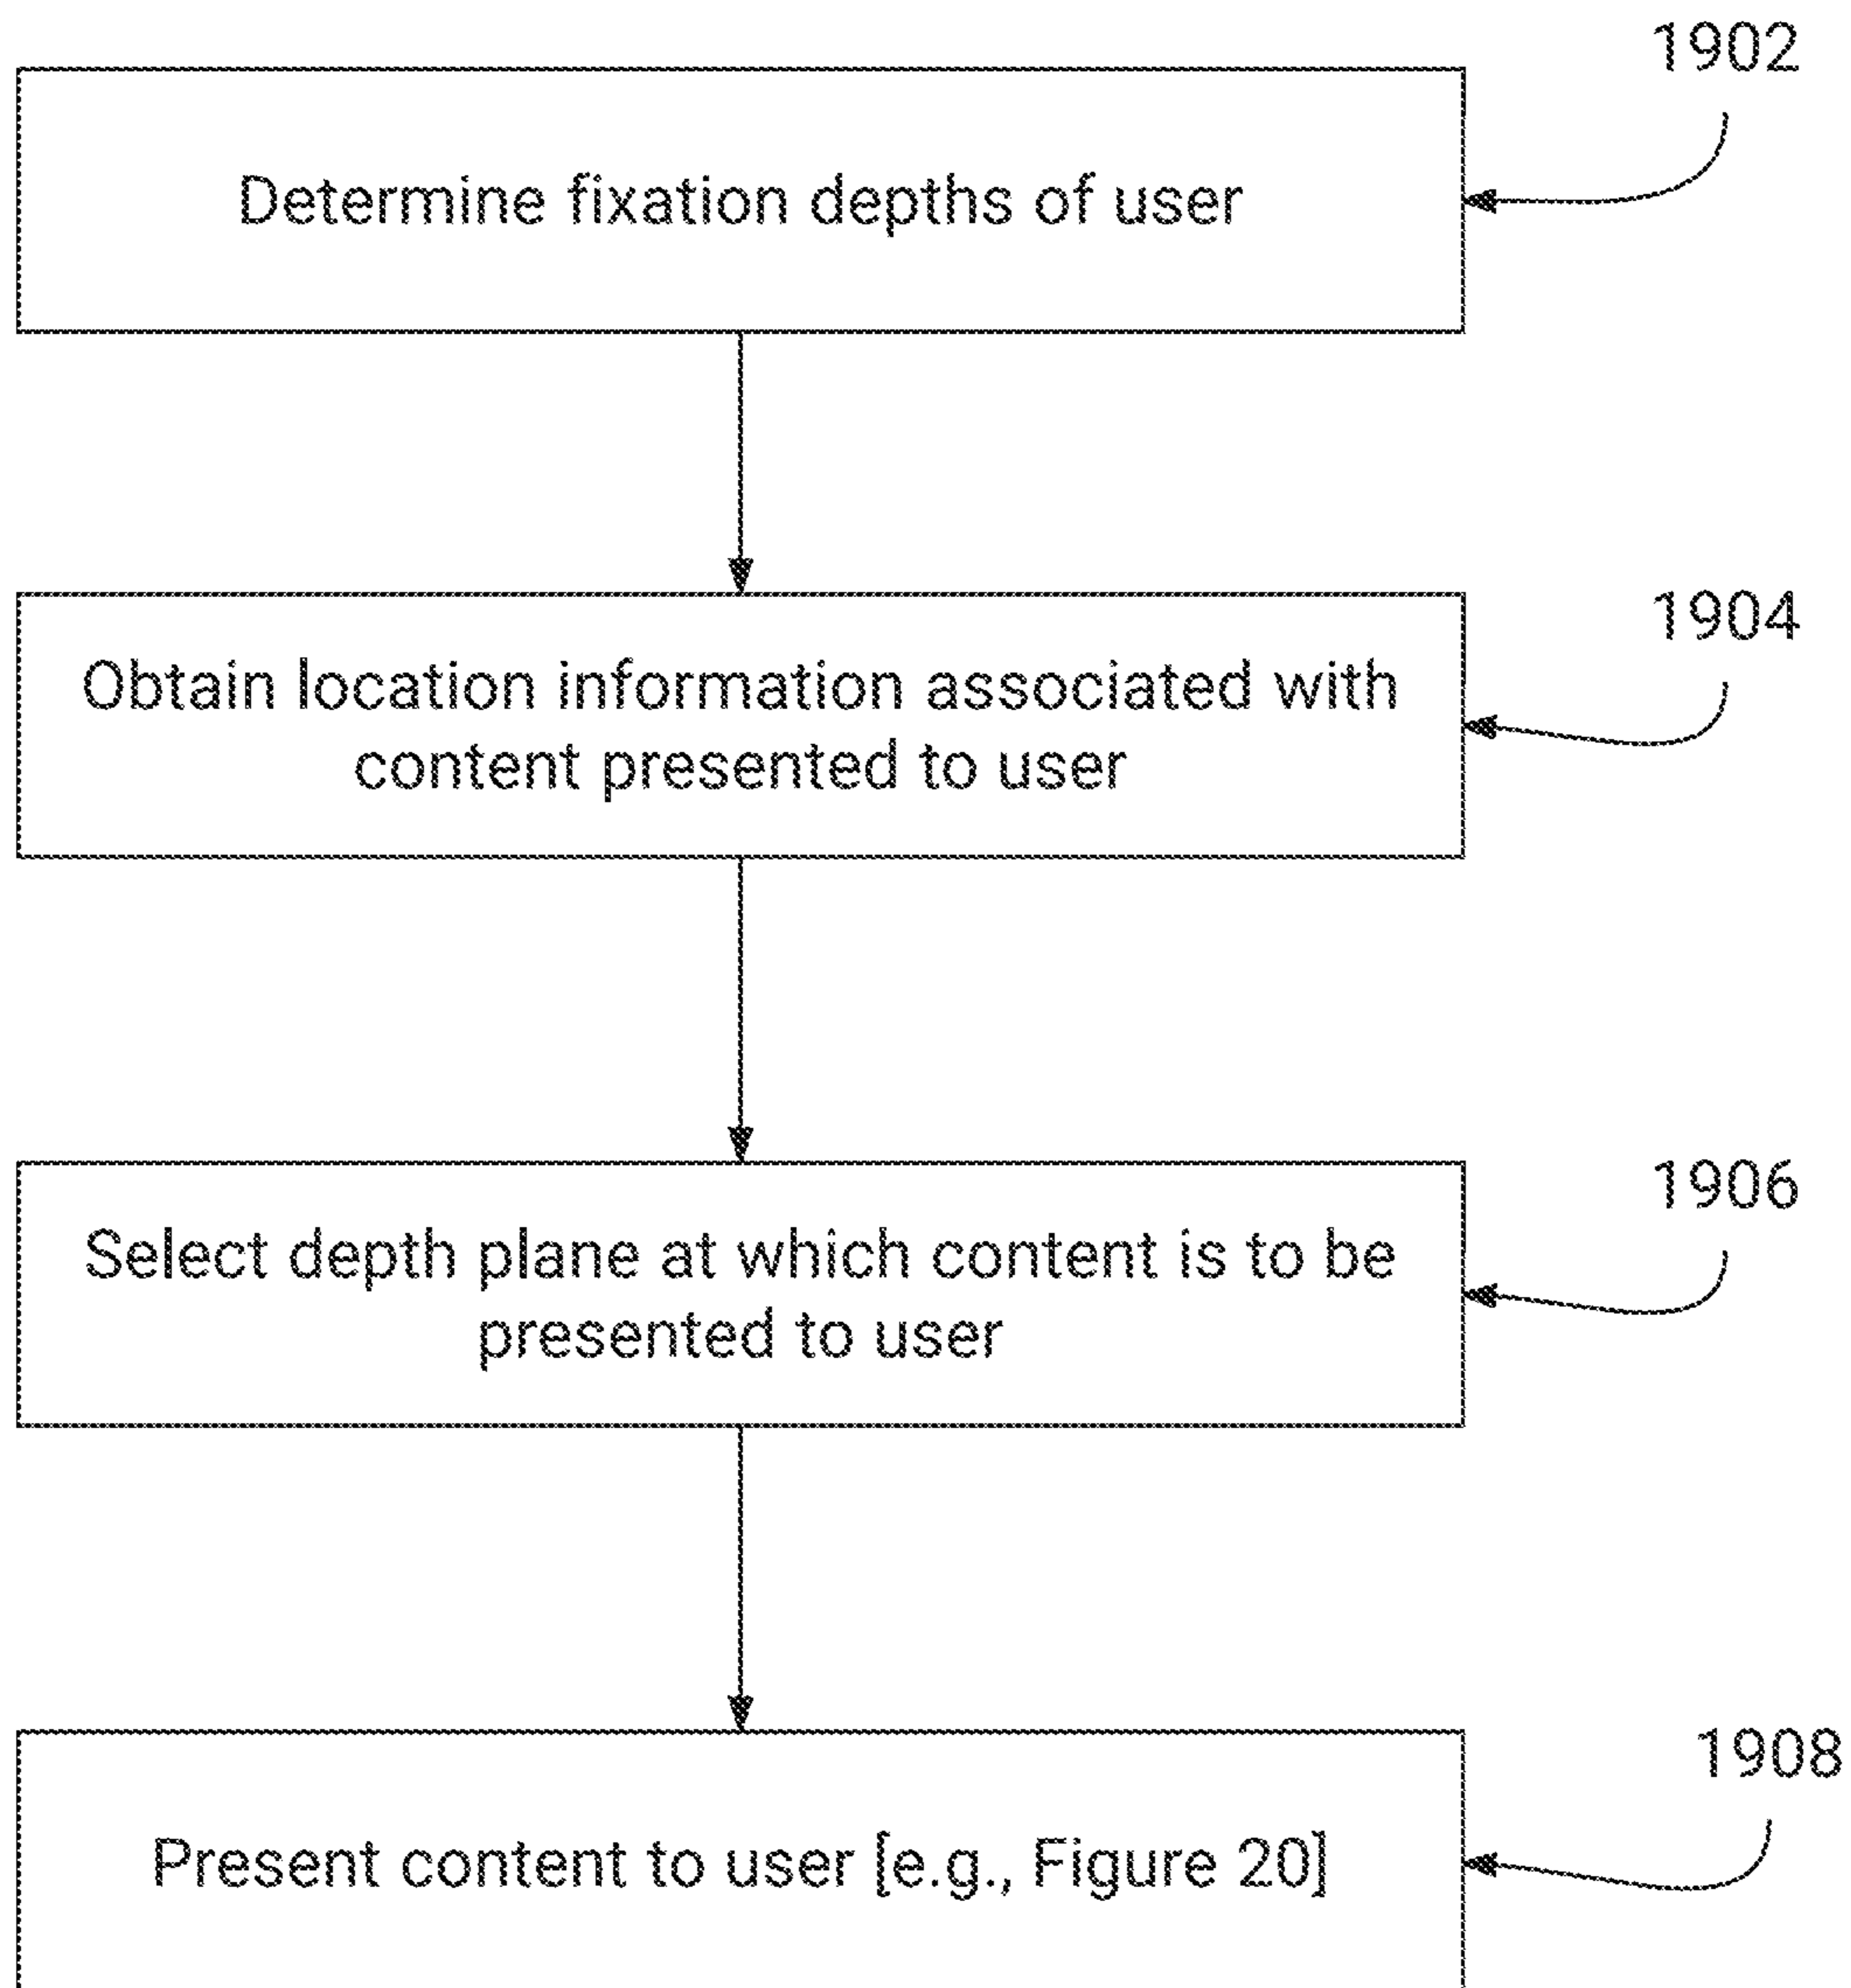 1902
Determine fixation depths of user
1904
Obtain location information associated with
content presented to user
1906
Select depth plane at which content is to be
presented to user
1908
Present content to user [e.g., Figure 20]